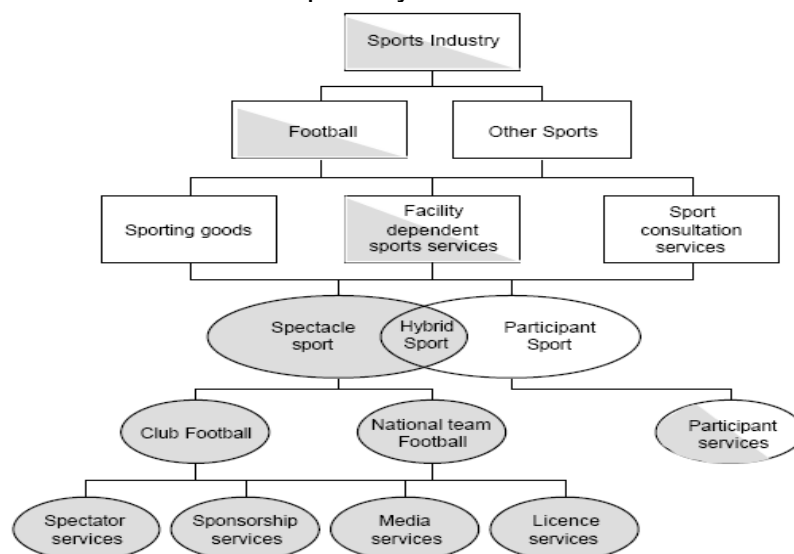 Sports Industry
Football
Other Sports
Sporting goods
Facility
dependent
sports services
Sport
consultation
services
Spectacle
sport
Hybrid
Sport
Participant
Sport
Club Football
National team
Football
Participant
services
Spectator
services
Sponsorship
services
Media
services
Licence
services